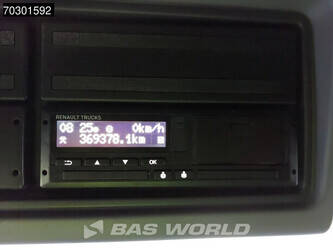 70301592
RENAULT TRUCKS
08 25 0km/h
369378.1km
OK
BAS WORLD